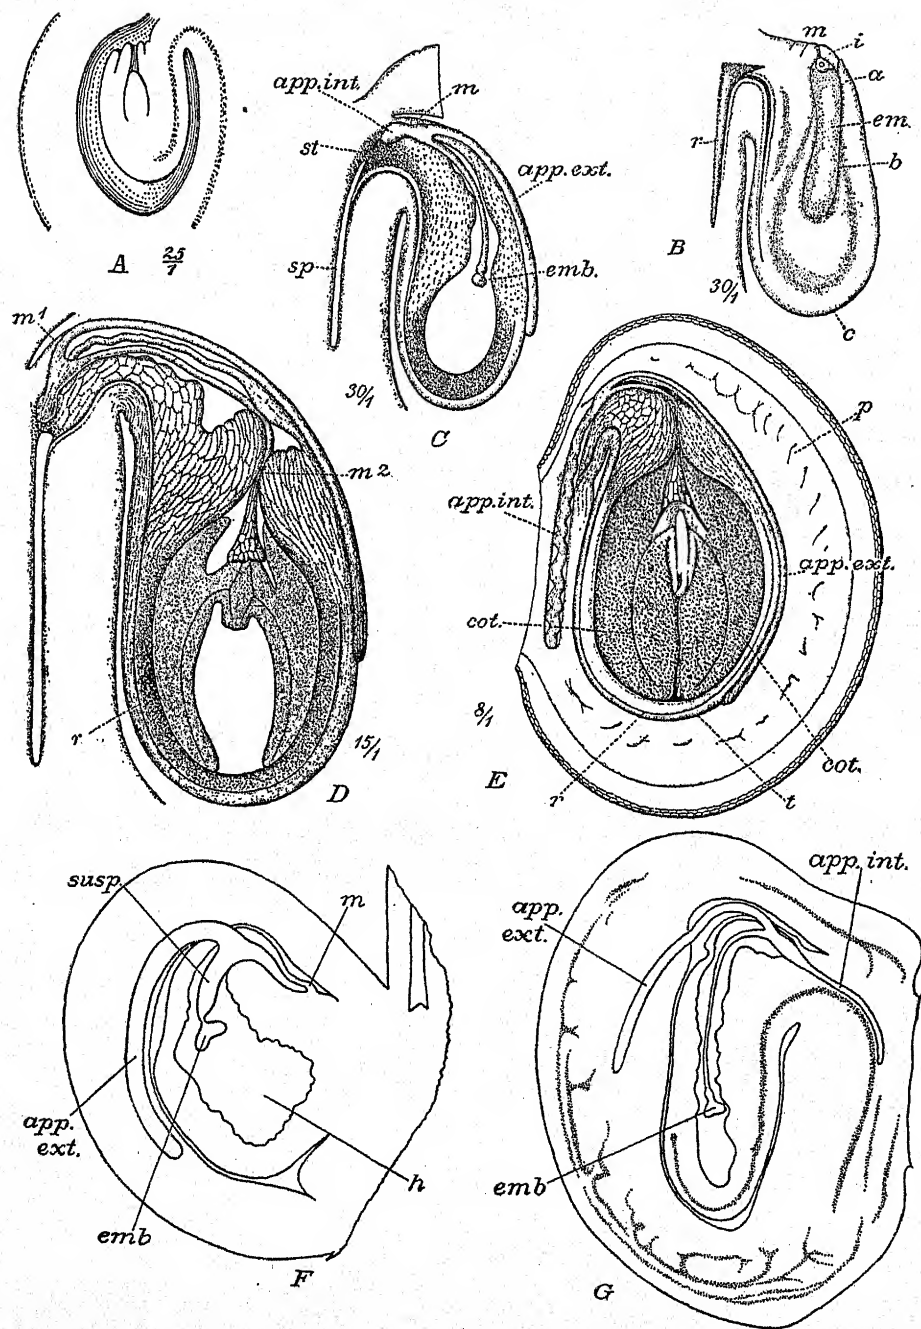 A 25/1
app.int.
m
st
app.ext.
sp
emb.
30/1
C
m
i
a
em.
r
b
B
30/1
c
m1
m2
r
15/1
D
p
app.int.
app.ext.
cot.
8/1
E
r
t
cot.
susp.
m
app.
ext.
emb
h
F
app.
ext.
app.int.
emb
G